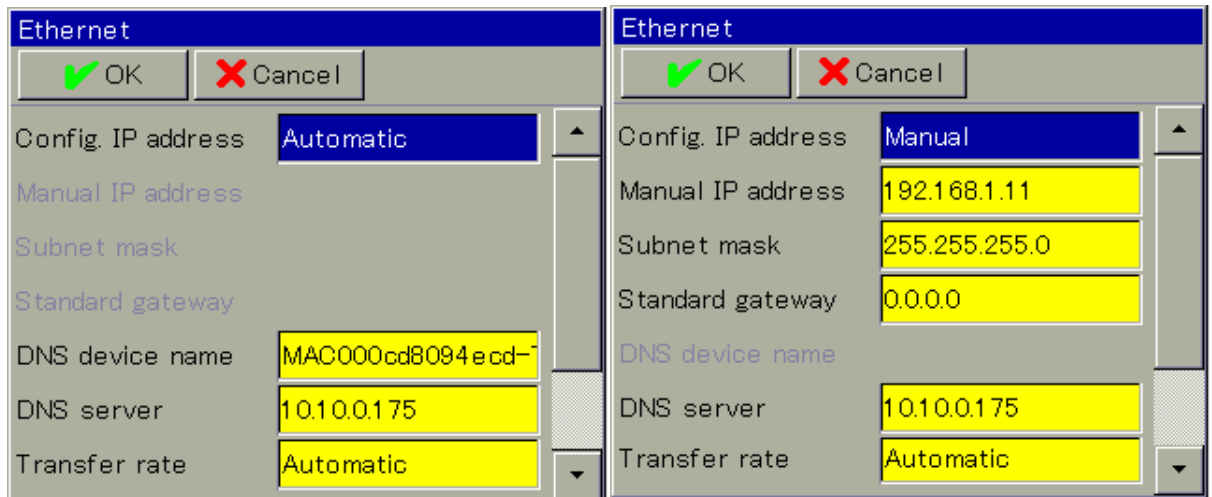 Ethernet
OK Cancel
Config. IP address Automatic
Manual IP address
Subnet mask
Standard gateway
DNS device name MAC000cd8094ecd-
DNS server 10.10.0.175
Transfer rate Automatic
Ethernet
OK Cancel
Config. IP address Manual
Manual IP address 192.168.1.11
Subnet mask 255.255.255.0
Standard gateway 0.0.0.0
DNS device name
DNS server 10.10.0.175
Transfer rate Automatic